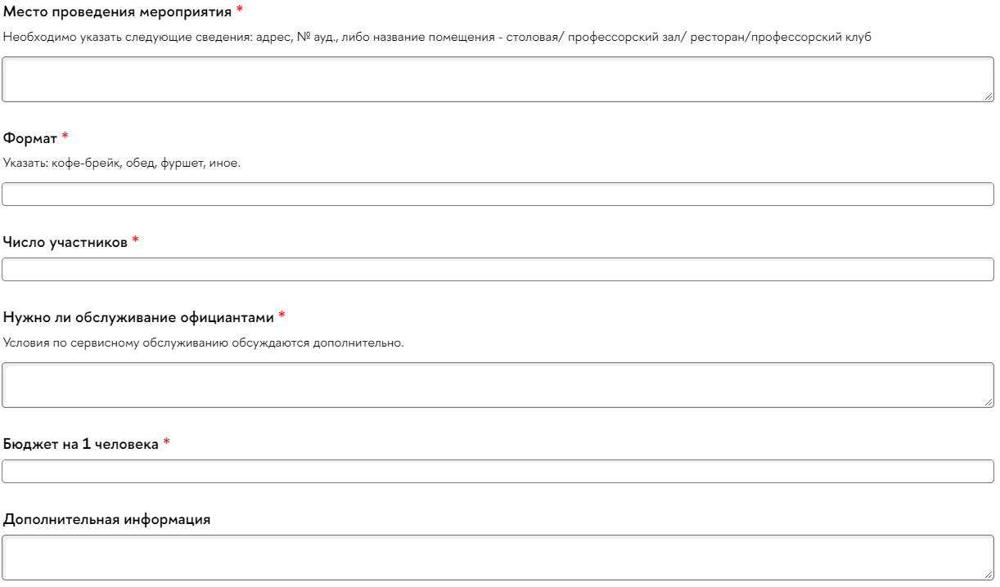 Место проведения мероприятия *
Необходимо указать следующие сведения: адрес, № ауд., либо название помещения - столовая/ профессорский зал/ ресторан/профессорский клуб
Формат *
Указать: кофе-брейк, обед, фуршет, иное.
Число участников *
Нужно ли обслуживание официантами *
Условия по сервисному обслуживанию обсуждаются дополнительно.
Бюджет на 1 человека *
Дополнительная информация